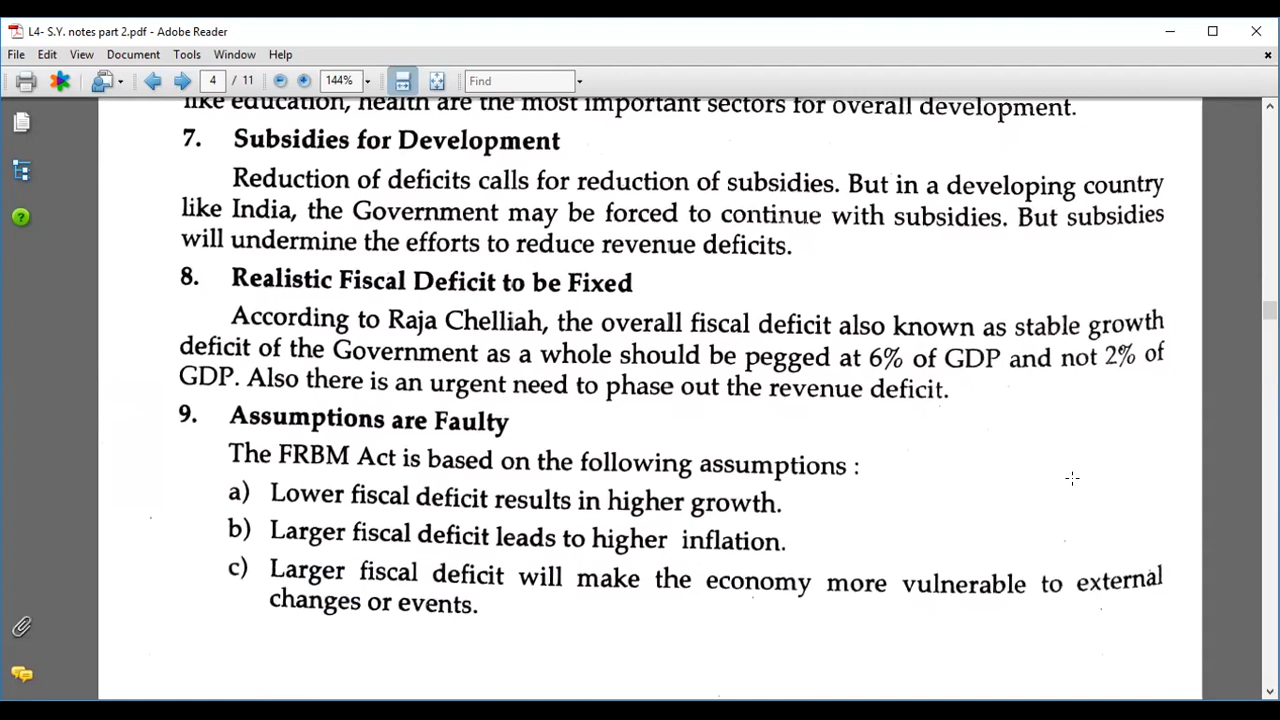 L4- S.Y. notes part 2.pdf - Adobe Reader
File Edit View Document Tools Window Help
4 / 11 144% Find
like education, health are the most important sectors for overall development.
7. Subsidies for Development
Reduction of deficits calls for reduction of subsidies. But in a developing country
like India, the Government may be forced to continue with subsidies. But subsidies
will undermine the efforts to reduce revenue deficits.
8. Realistic Fiscal Deficit to be Fixed
According to Raja Chelliah, the overall fiscal deficit also known as stable growth
deficit of the Government as a whole should be pegged at 6% of GDP and not 2% of
GDP. Also there is an urgent need to phase out the revenue deficit.
9. Assumptions are Faulty
The FRBM Act is based on the following assumptions :
a) Lower fiscal deficit results in higher growth.
b) Larger fiscal deficit leads to higher inflation.
c) Larger fiscal deficit will make the economy more vulnerable to external
changes or events.